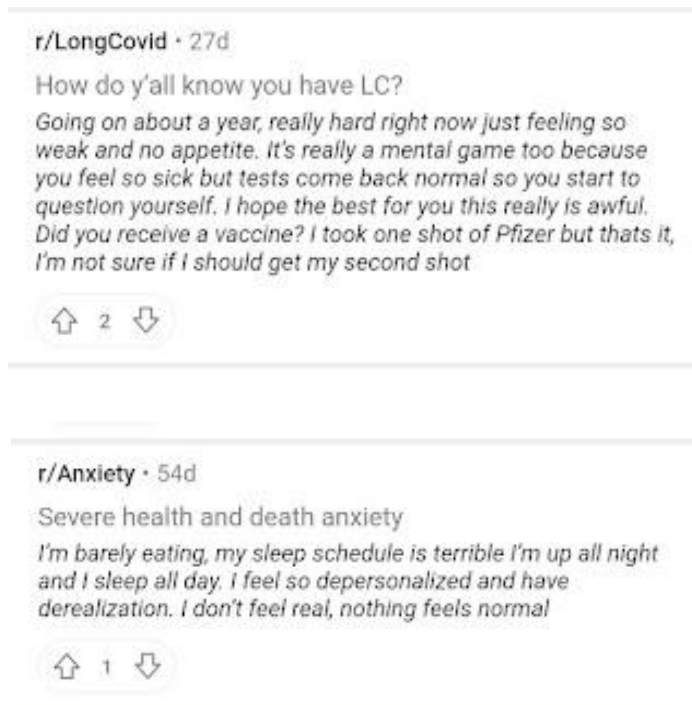 r/LongCovid · 27d
How do y'all know you have LC?
Going on about a year, really hard right now just feeling so
weak and no appetite. It's really a mental game too because
you feel so sick but tests come back normal so you start to
question yourself. I hope the best for you this really is awful.
Did you receive a vaccine? I took one shot of Pfizer but thats it,
I'm not sure if I should get my second shot
2
r/Anxiety · 54d
Severe health and death anxiety
I'm barely eating, my sleep schedule is terrible I'm up all night
and I sleep all day. I feel so depersonalized and have
derealization. I don't feel real, nothing feels normal
1